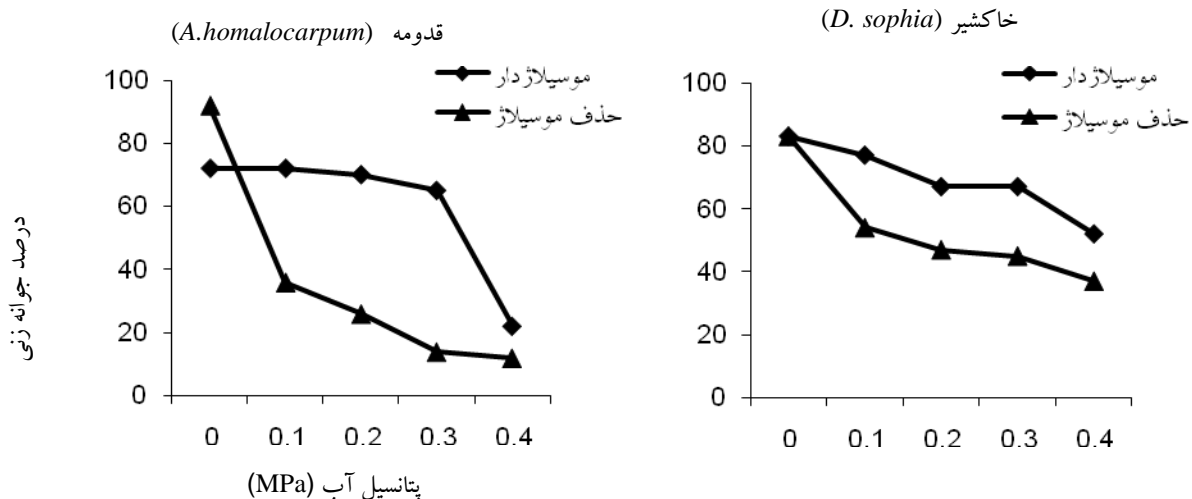 قدومه (A.homalocarpum)
موسیلاژدار
حذف موسیلاژ
100
80
60
40
20
0
0 0.1 0.2 0.3 0.4
درصد جوانه زنی
پتانسیل آب (MPa)
خاکشیر (D. sophia)
موسیلاژدار
حذف موسیلاژ
100
80
60
40
20
0
0 0.1 0.2 0.3 0.4